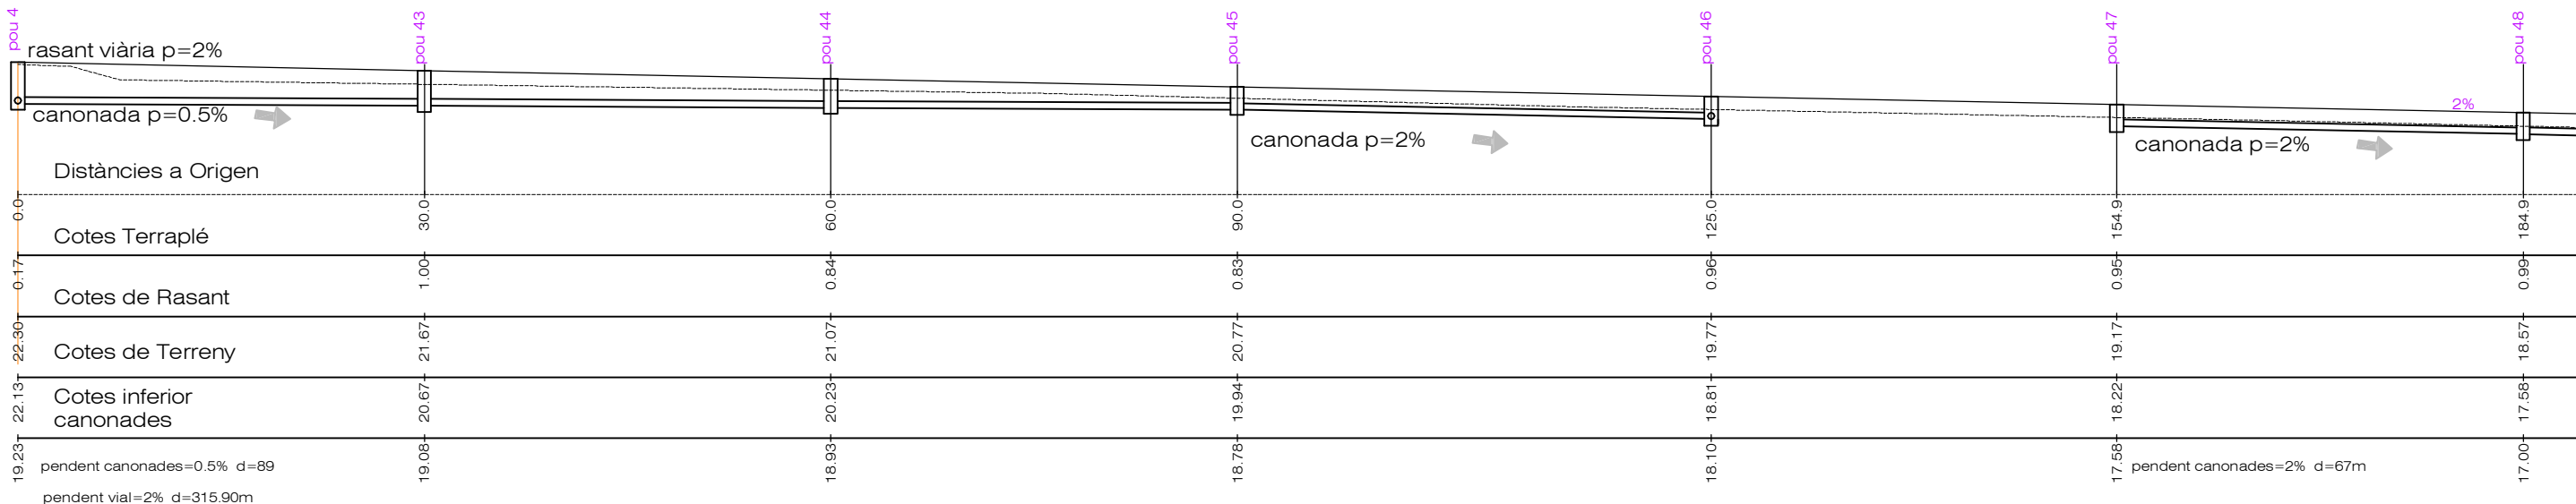 pou 4 pou 43 pou 44 pou 45 pou 46 pou 47 pou 48
rasant viària p=2%
2%
canonada p=0.5%
canonada p=2%
canonada p=2%
Distàncies a Origen
0.0 30.0 60.0 90.0 125.0 154.9 184.9
Cotes Terraplé
0.17 1.00 0.84 0.83 0.96 0.95 0.99
Cotes de Rasant
22.30 21.67 21.07 20.77 19.77 19.17 18.57
Cotes de Terreny
22.13 20.67 20.23 19.94 18.81 18.22 17.58
Cotes inferior
canonades
19.23 19.08 18.93 18.78 18.10 17.58 17.00
pendent canonades=0.5% d=89
pendent canonades=2% d=67m
pendent vial=2% d=315.90m